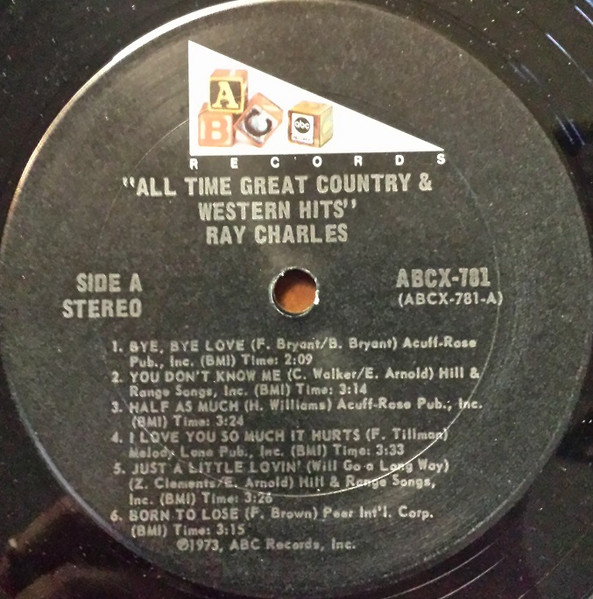 A
B C abc
RECORDS
"ALL TIME GREAT COUNTRY &
WESTERN HITS"
RAY CHARLES
SIDE A
STEREO
ABCX-781
(ABCX-781-A)
1. BYE, BYE LOVE (F. Bryant/B. Bryant) Acuff-Rose
Pub., Inc. (BMI) Time: 2:09
2. YOU DON'T KNOW ME (C. Walker/E. Arnold) Hill &
Range Songs, Inc. (BMI) Time: 3:14
3. HALF AS MUCH (H. Williams) Acuff-Rose Pub., Inc.
(BMI) Time: 3:24
4. I LOVE YOU SO MUCH IT HURTS (F. Tillman)
Melody Lane Pub., Inc. (BMI) Time: 3:33
5. JUST A LITTLE LOVIN' (Will Go a Long Way)
(Z. Clements/E. Arnold) Hill & Range Songs,
Inc. (BMI) Time: 3:26
6. BORN TO LOSE (F. Brown) Peer Int'l. Corp.
(BMI) Time: 3:15
©1973, ABC Records, Inc.